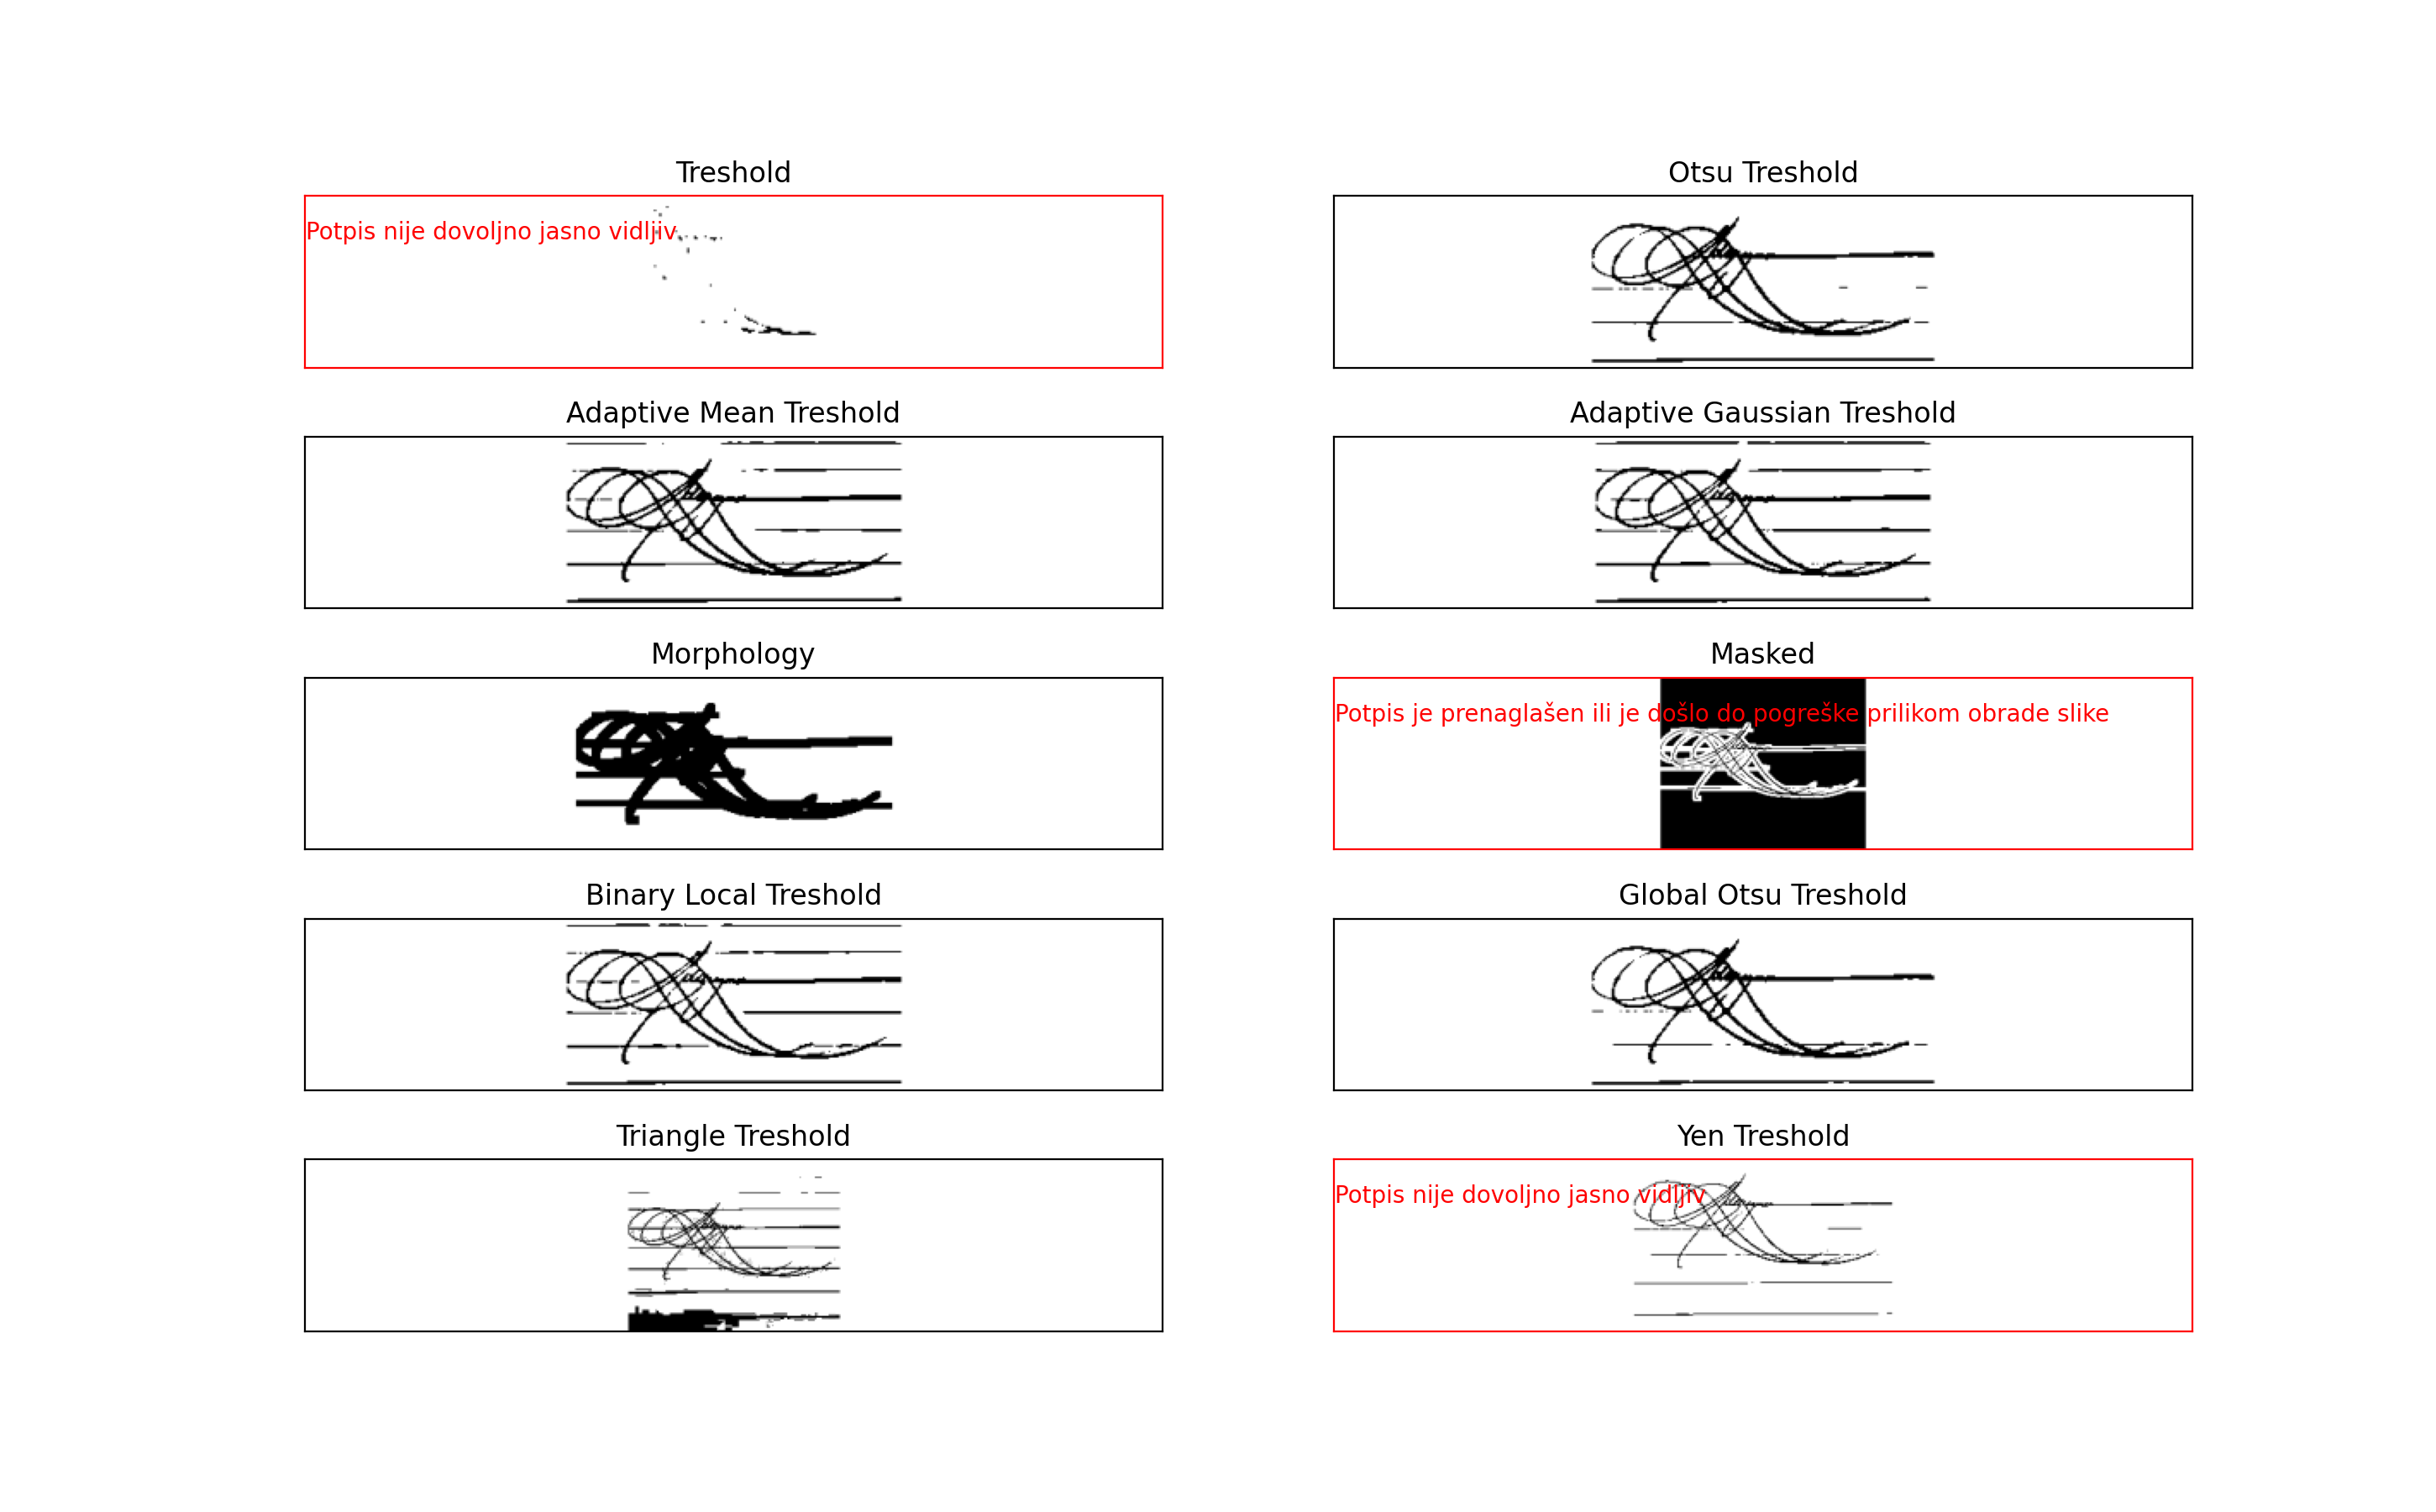 Treshold
Otsu Treshold
Potpis nije dovoljno jasno vidljiv
Adaptive Mean Treshold
Adaptive Gaussian Treshold
Morphology
Masked
Potpis je prenaglašen ili je došlo do pogreške prilikom obrade slike
Binary Local Treshold
Global Otsu Treshold
Triangle Treshold
Yen Treshold
Potpis nije dovoljno jasno vidljiv